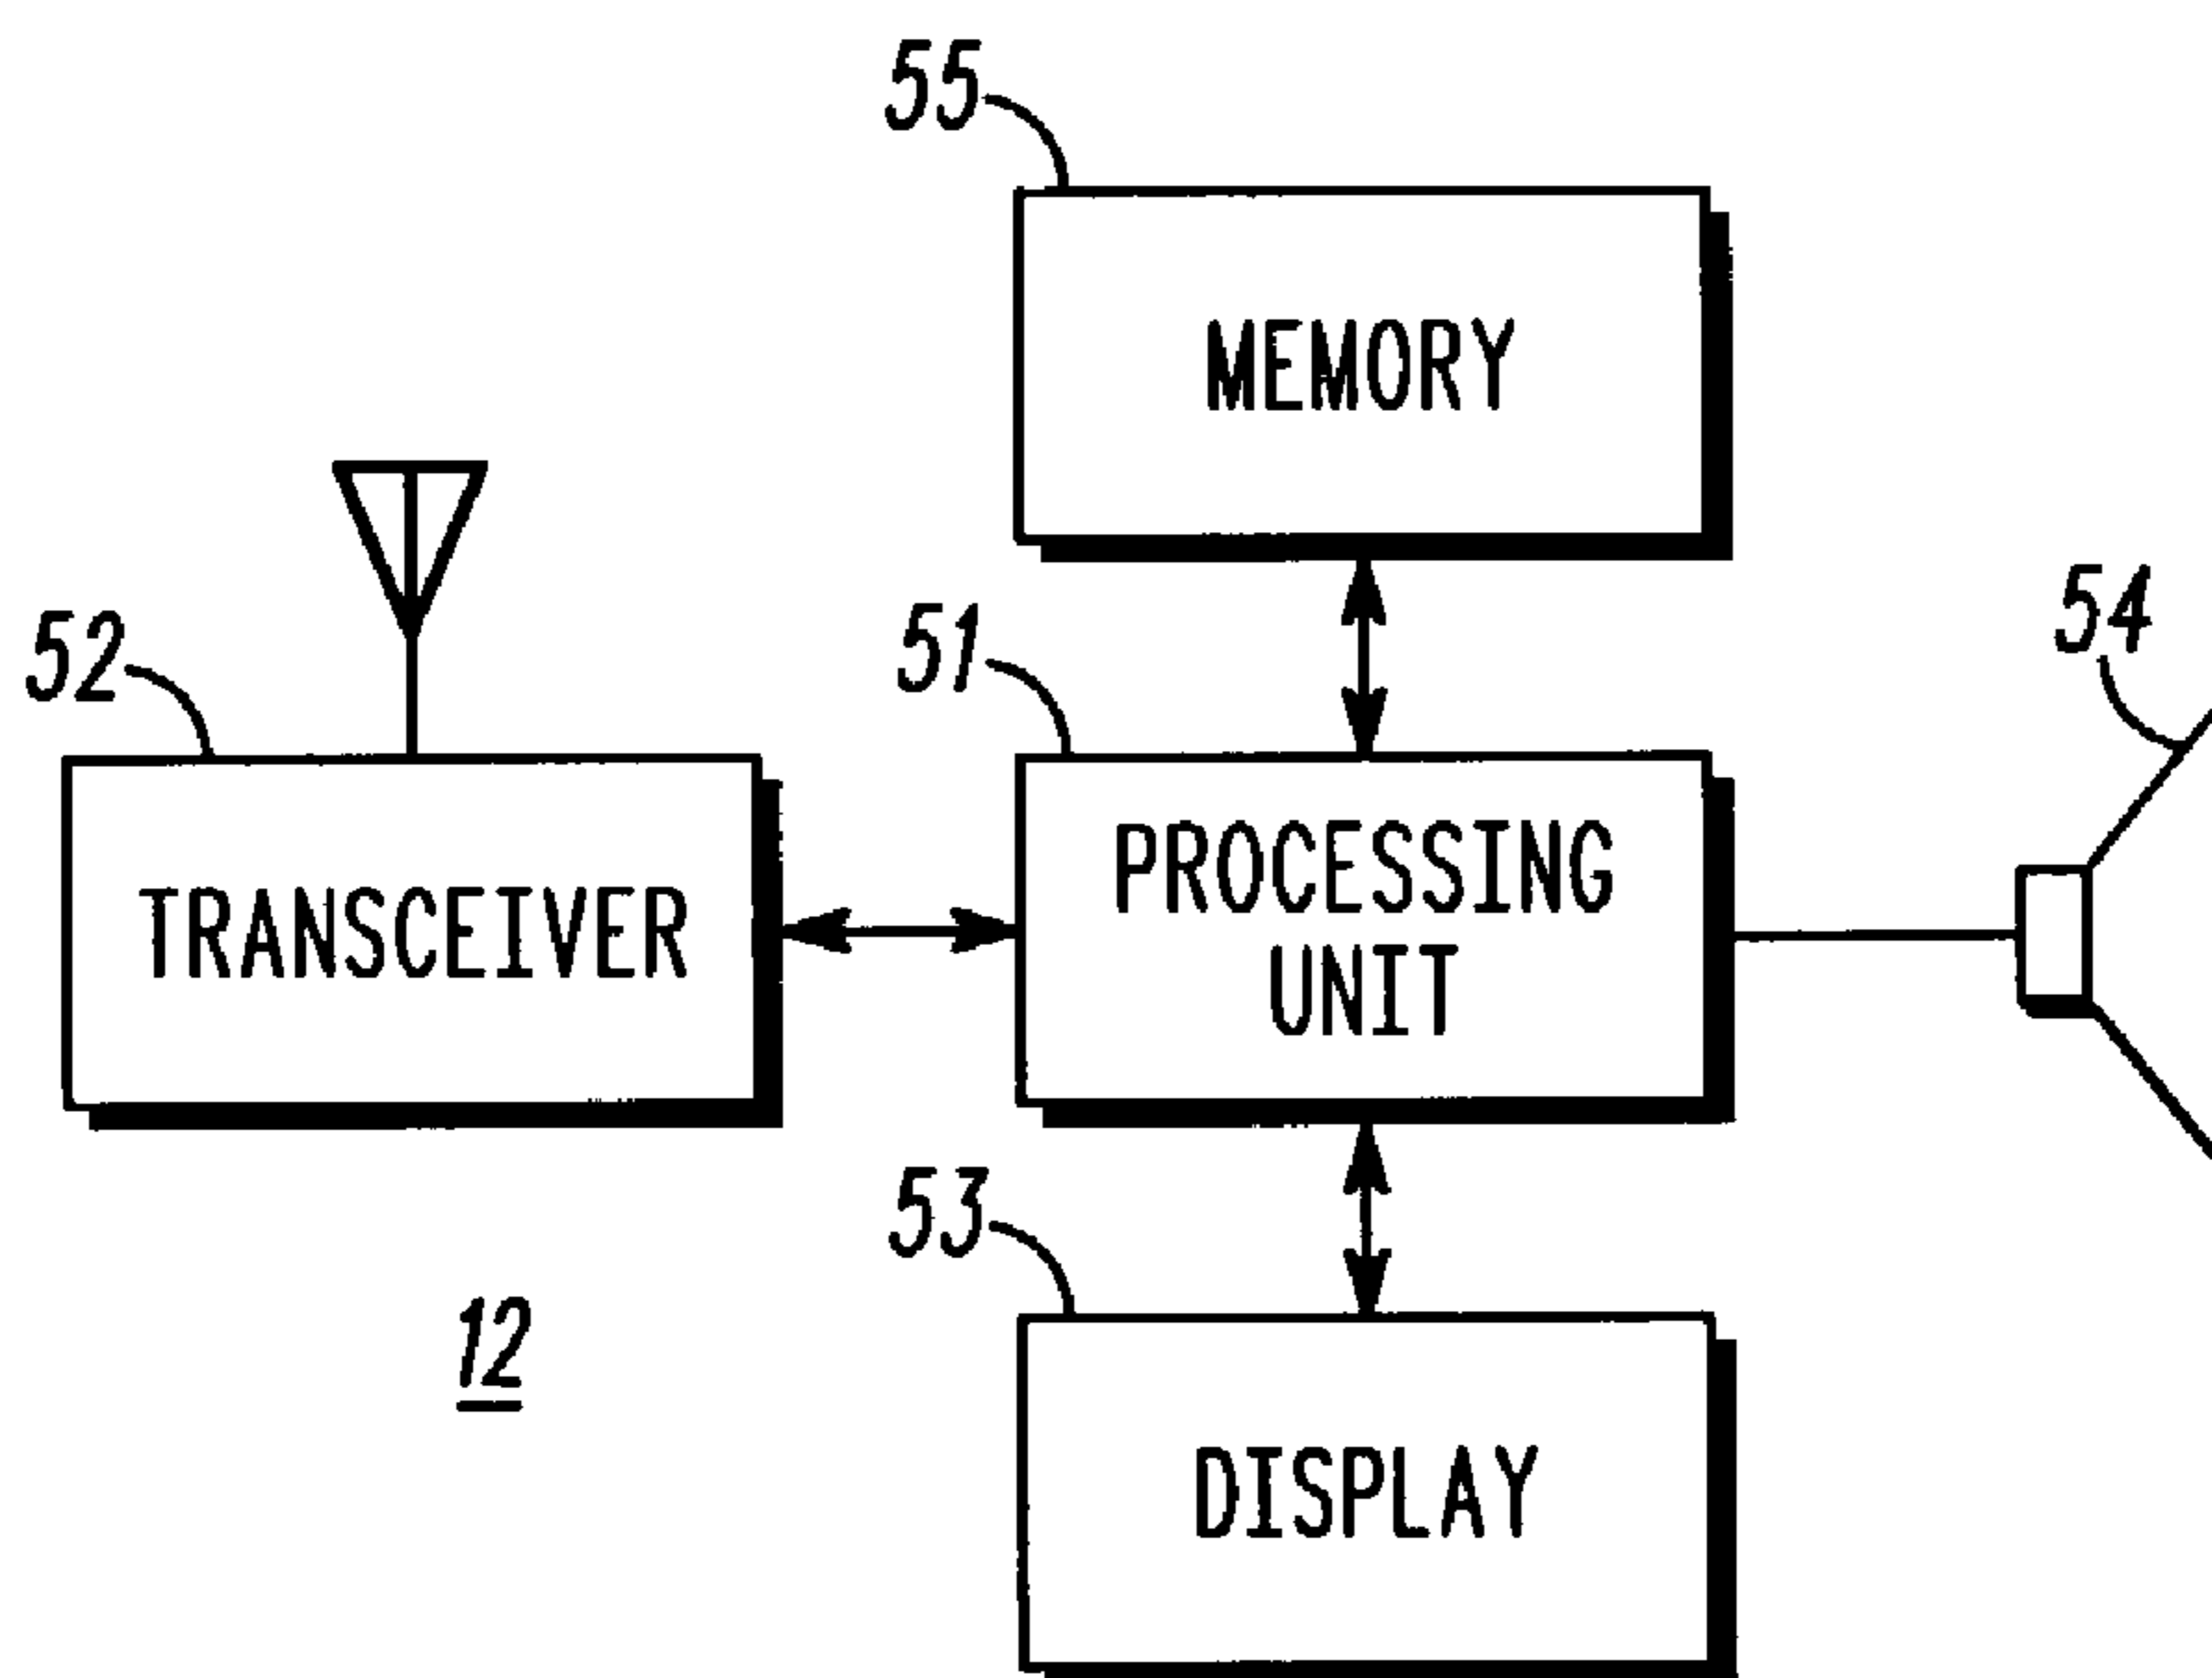 55
MEMORY
52
51
54
TRANSCEIVER
PROCESSING
UNIT
53
12
DISPLAY